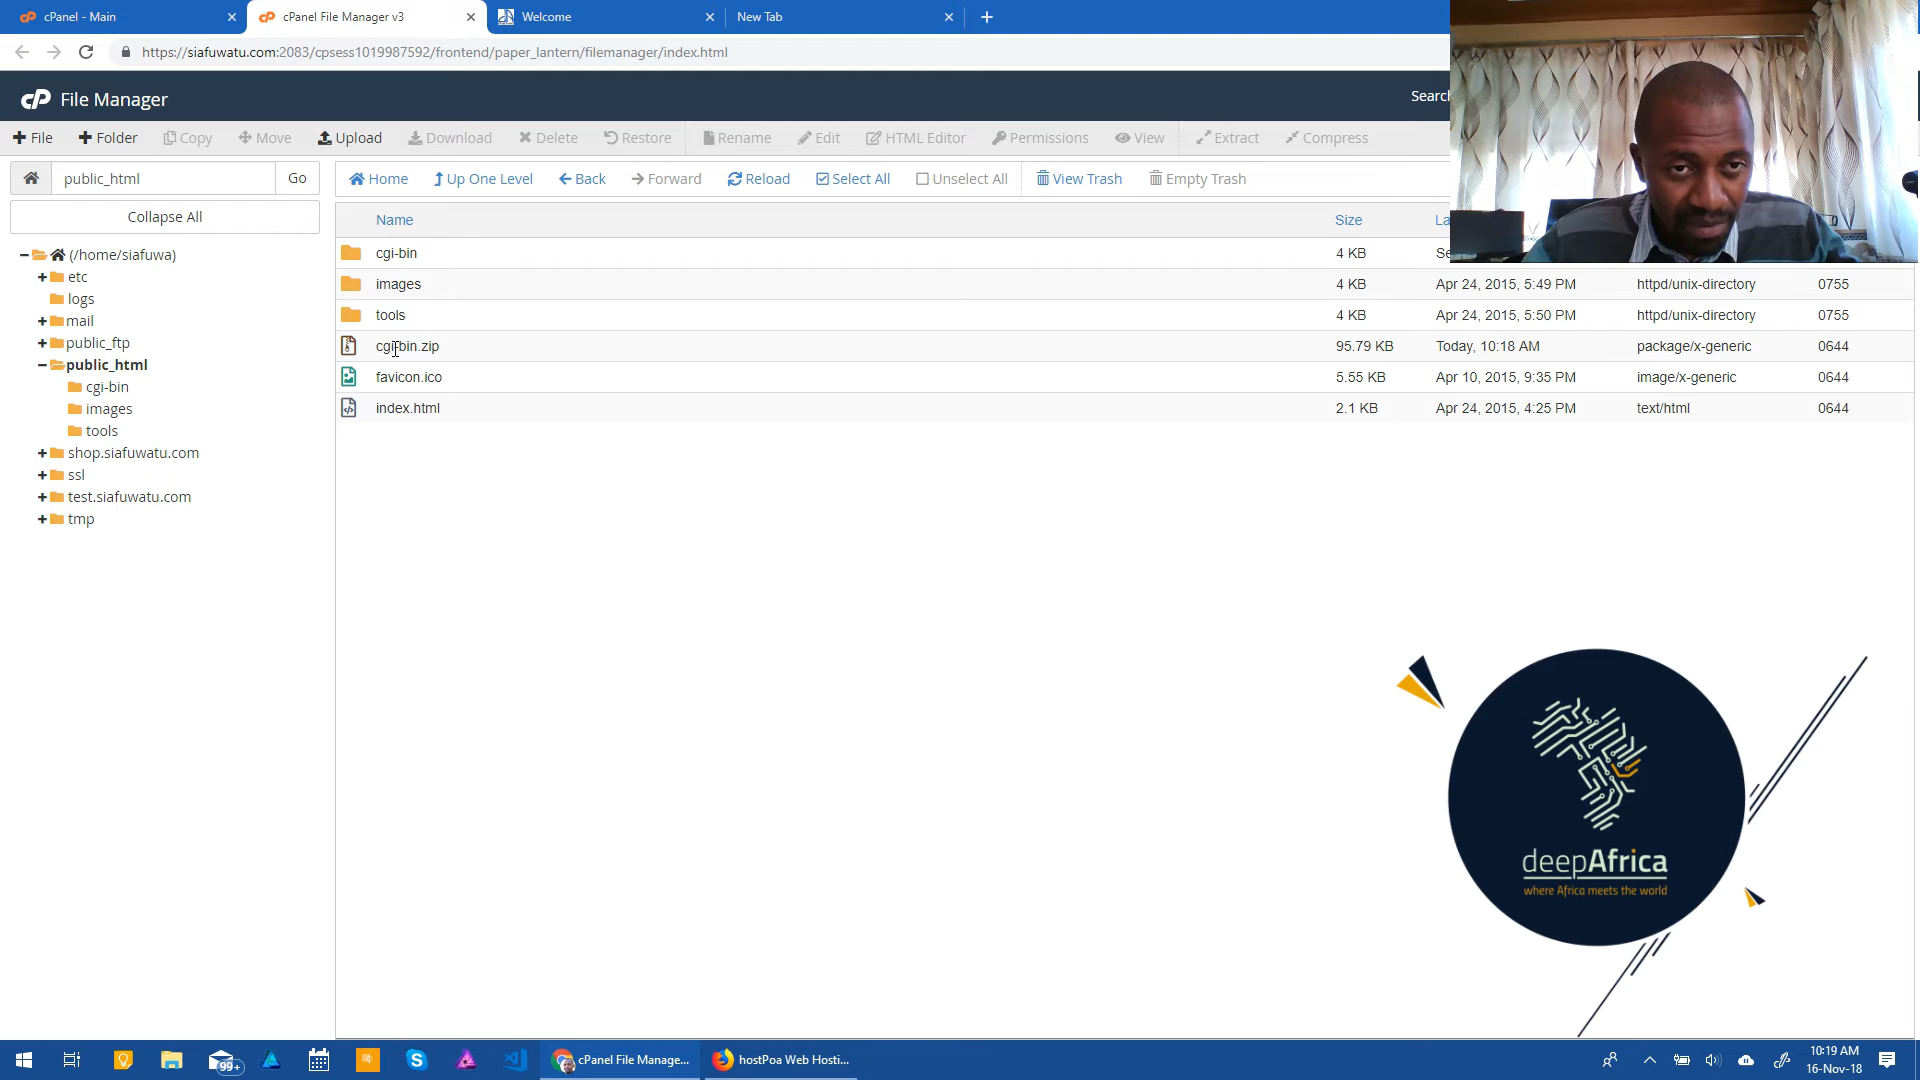 cPanel - Main
cPanel File Manager v3
Welcome
New Tab
https://siafuwatu.com:2083/cpsess1019987592/frontend/paper_lantern/filemanager/index.html
cP File Manager
Search
File Folder Copy Move Upload Download Delete Restore Rename Edit HTML Editor Permissions View Extract Compress
public_html Go
Home Up One Level Back Forward Reload Select All Unselect All View Trash Empty Trash
Collapse All
(/home/siafuwa)
etc
logs
mail
public_ftp
public_html
cgi-bin
images
tools
shop.siafuwatu.com
ssl
test.siafuwatu.com
tmp
Name Size La
cgi-bin 4 KB Se
images 4 KB Apr 24, 2015, 5:49 PM httpd/unix-directory 0755
tools 4 KB Apr 24, 2015, 5:50 PM httpd/unix-directory 0755
cgi-bin.zip 95.79 KB Today, 10:18 AM package/x-generic 0644
favicon.ico 5.55 KB Apr 10, 2015, 9:35 PM image/x-generic 0644
index.html 2.1 KB Apr 24, 2015, 4:25 PM text/html 0644
deepAfrica
where Africa meets the world
99+
cPanel File Manage...
hostPoa Web Hosti...
10:19 AM
16-Nov-18